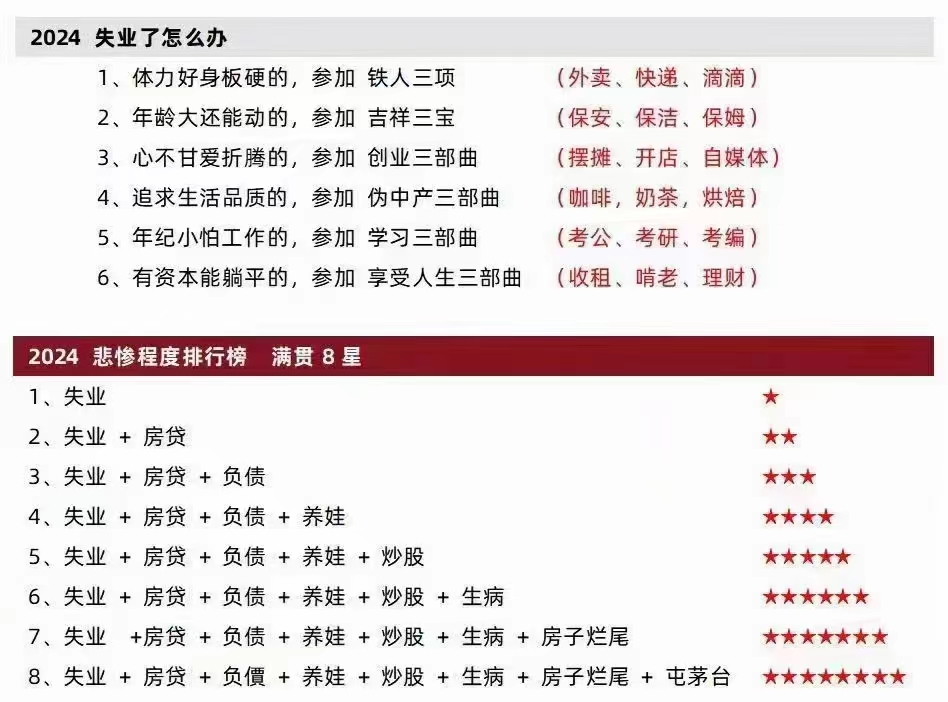 2024 失业了怎么办
1、体力好身板硬的，参加 铁人三项 （外卖、快递、滴滴）
2、年龄大还能动的，参加 吉祥三宝 （保安、保洁、保姆）
3、心不甘爱折腾的，参加 创业三部曲 （摆摊、开店、自媒体）
4、追求生活品质的，参加 伪中产三部曲 （咖啡，奶茶，烘焙）
5、年纪小怕工作的，参加 学习三部曲 （考公、考研、考编）
6、有资本能躺平的，参加 享受人生三部曲 （收租、啃老、理财）
2024 悲惨程度排行榜 满贯 8 星
1、失业 ★
2、失业 + 房贷 ★★
3、失业 + 房贷 + 负债 ★★★
4、失业 + 房贷 + 负债 + 养娃 ★★★★
5、失业 + 房贷 + 负债 + 养娃 + 炒股 ★★★★★
6、失业 + 房贷 + 负债 + 养娃 + 炒股 + 生病 ★★★★★★
7、失业 +房贷 + 负债 + 养娃 + 炒股 + 生病 + 房子烂尾 ★★★★★★★
8、失业 + 房贷 + 负價 + 养娃 + 炒股 + 生病 + 房子烂尾 + 屯茅台 ★★★★★★★★